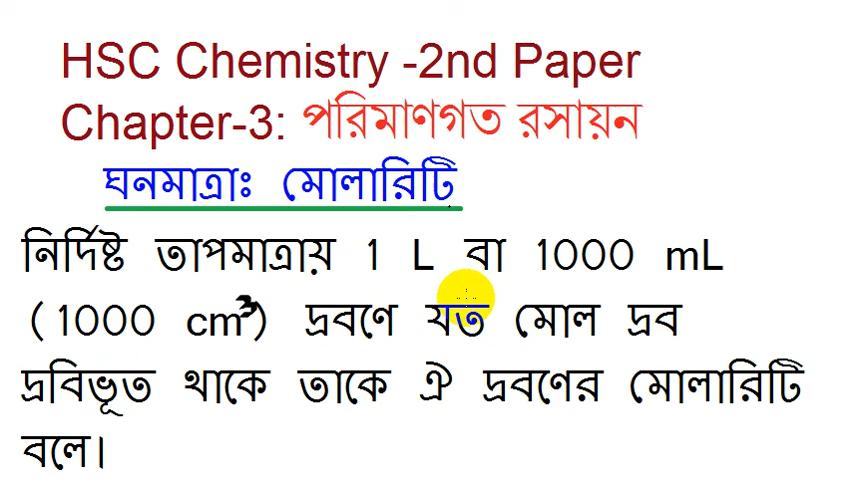 HSC Chemistry -2nd Paper
Chapter-3: পরিমাণগত রসায়ন
ঘনমাত্রাঃ মোলারিটি
নির্দিষ্ট তাপমাত্রায় 1 L বা 1000 mL
(1000 cm³) দ্রবণে যত মোল দ্রব
দ্রবিভূত থাকে তাকে ঐ দ্রবণের মোলারিটি
বলে।